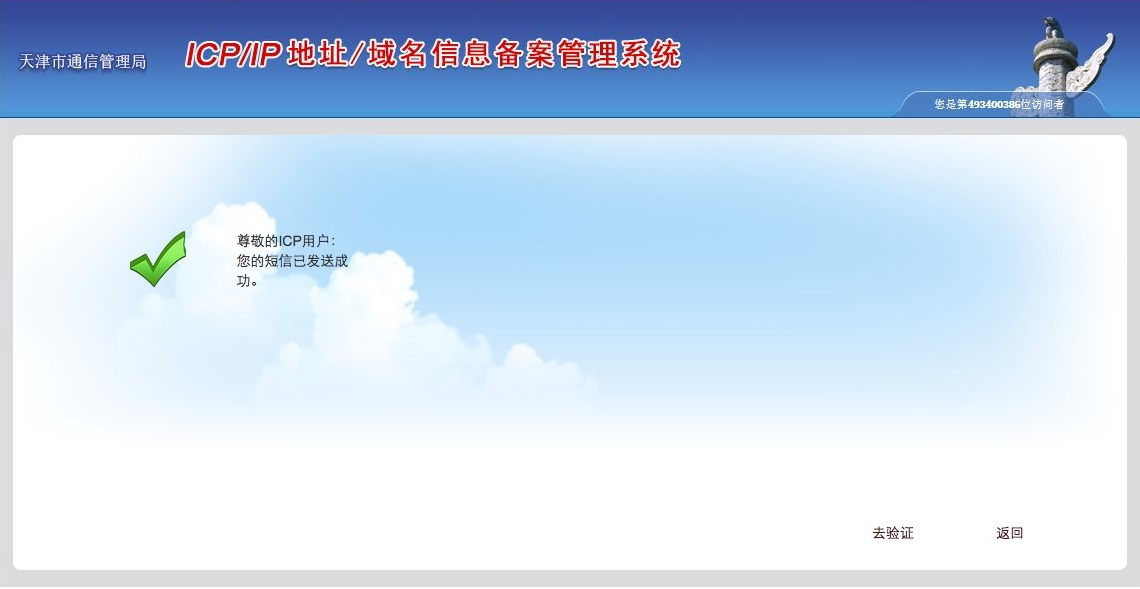 天津市通信管理局
ICP/IP 地址/域名信息备案管理系统
您是第493400386位访问者
尊敬的ICP用户：
您的短信已发送成
功。
去验证
返回